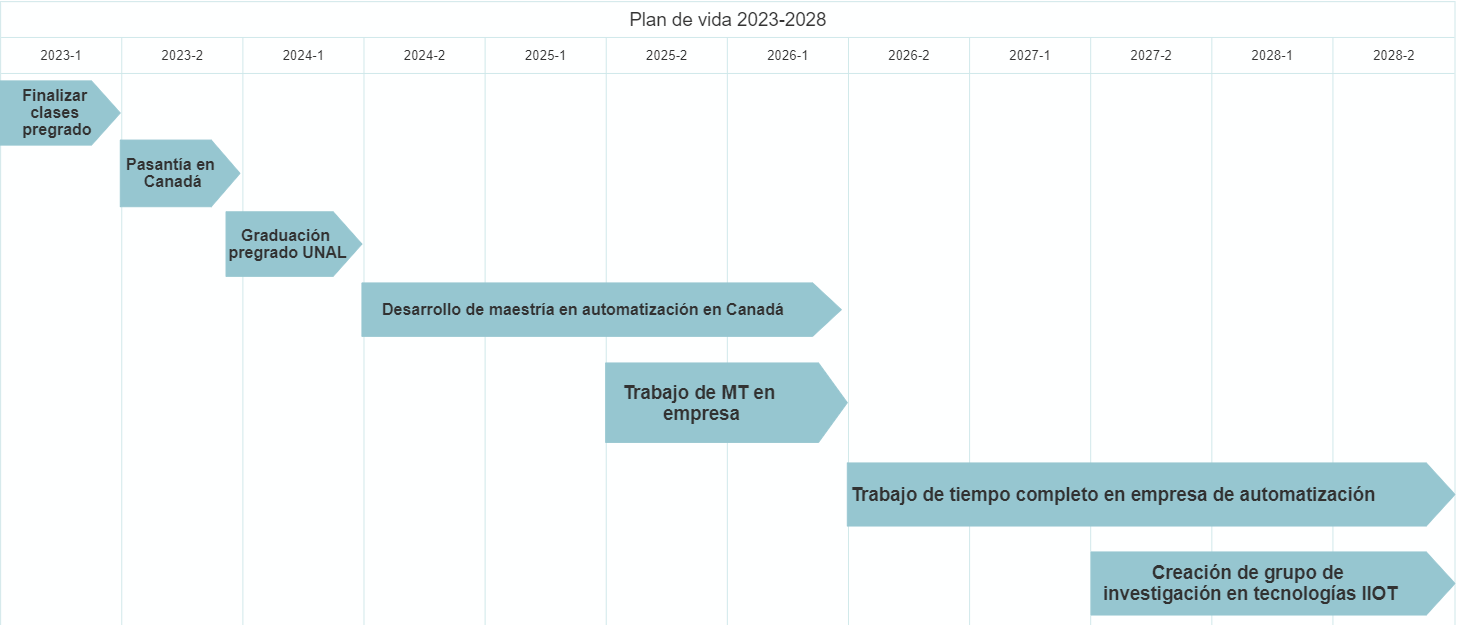 Plan de vida 2023-2028
2023-1
2023-2
2024-1
2024-2
2025-1
2025-2
2026-1
2026-2
2027-1
2027-2
2028-1
2028-2
Finalizar
clases
pregrado
Pasantía en
Canadá
Graduación
pregrado UNAL
Desarrollo de maestría en automatización en Canadá
Trabajo de MT en
empresa
Trabajo de tiempo completo en empresa de automatización
Creación de grupo de
investigación en tecnologías IIOT